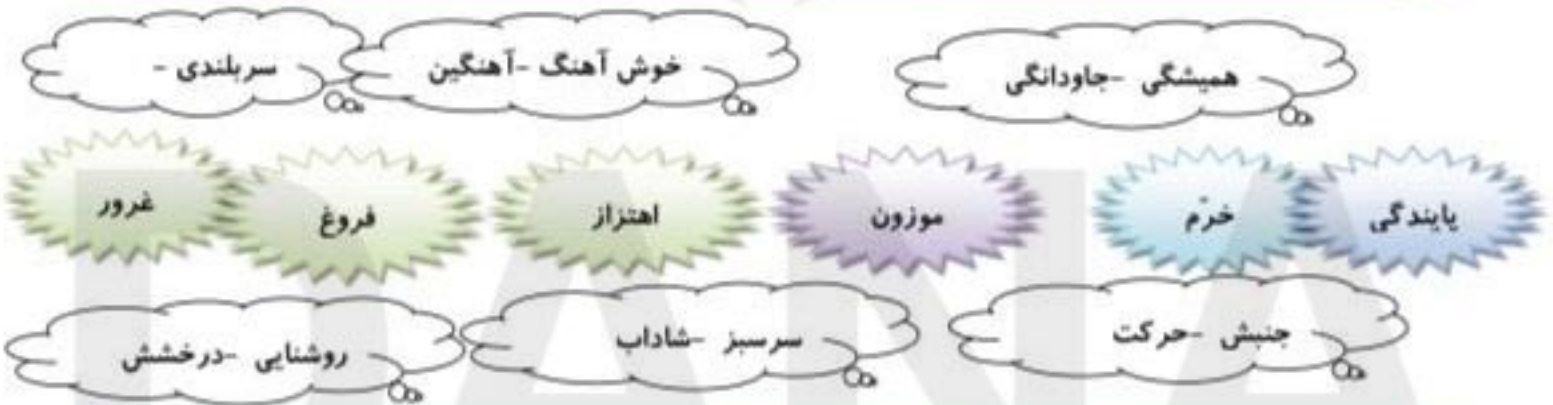 همیشگی -جاودانگی
خوش آهنگ -آهنگین
سربلندی -
پایندگی
خرّم
موزون
اهتزاز
فروغ
غرور
جنبش -حرکت
سرسبز -شاداب
روشنایی -درخشش